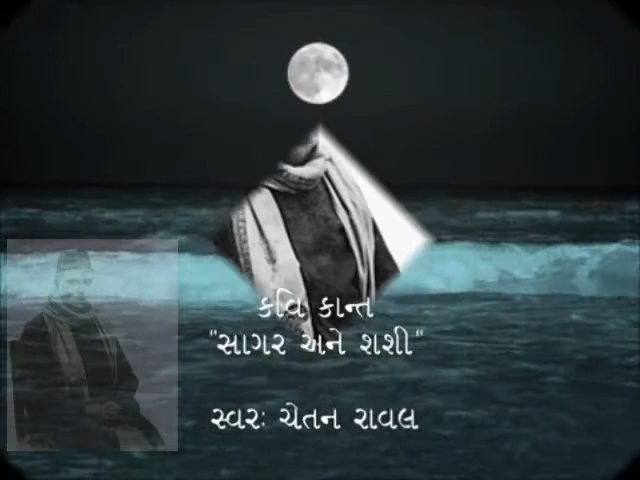 કવિ કાન્ત
"સાગર અને શશી"
સ્વરઃ ચેતન રાવલ